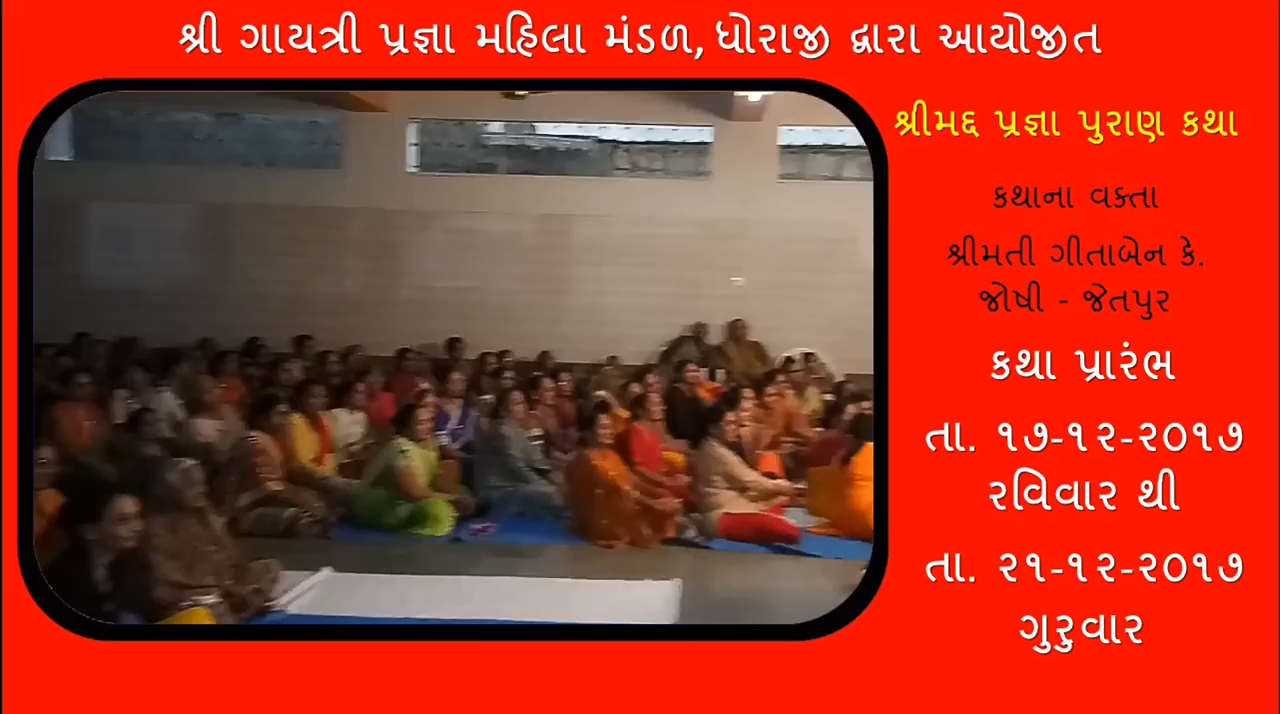 શ્રી ગાયત્રી પ્રજ્ઞા મહિલા મંડળ, ધોરાજી દ્વારા આયોજીત
શ્રીમદ્દ પ્રજ્ઞા પુરાણ કથા
કથાના વક્તા
શ્રીમતી ગીતાબેન કે.
જોષી - જેતપુર
કથા પ્રારંભ
તા. ૧૭-૧૨-૨૦૧૭
રવિવાર થી
તા. ૨૧-૧૨-૨૦૧૭
ગુરુવાર